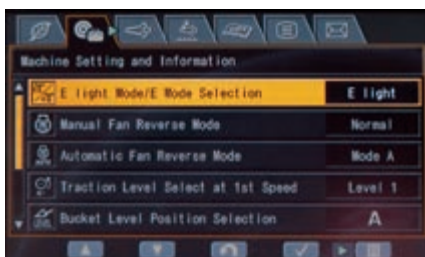 Machine Setting and Information
E light Mode/E Mode Selection E light
Manual Fan Reverse Mode Normal
Automatic Fan Reverse Mode Mode A
Traction Level Select at 1st Speed Level 1
Bucket Level Position Selection A